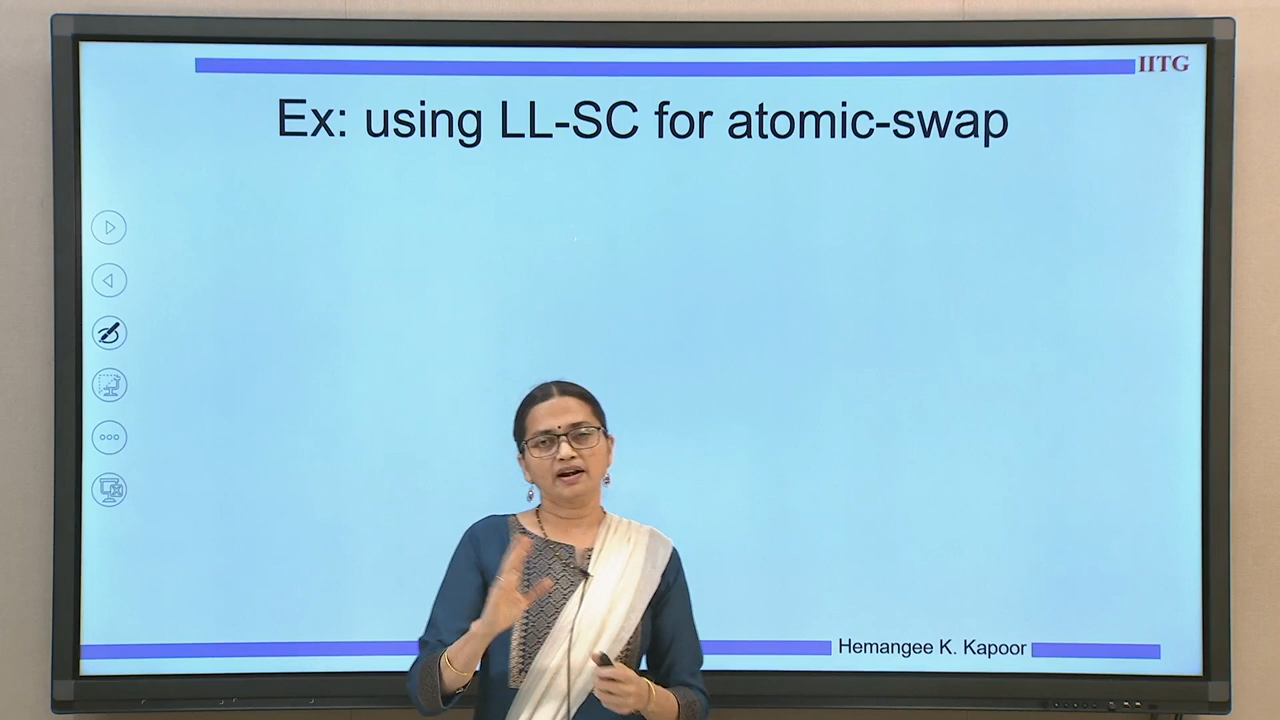 IITG
Ex: using LL-SC for atomic-swap
Hemangee K. Kapoor